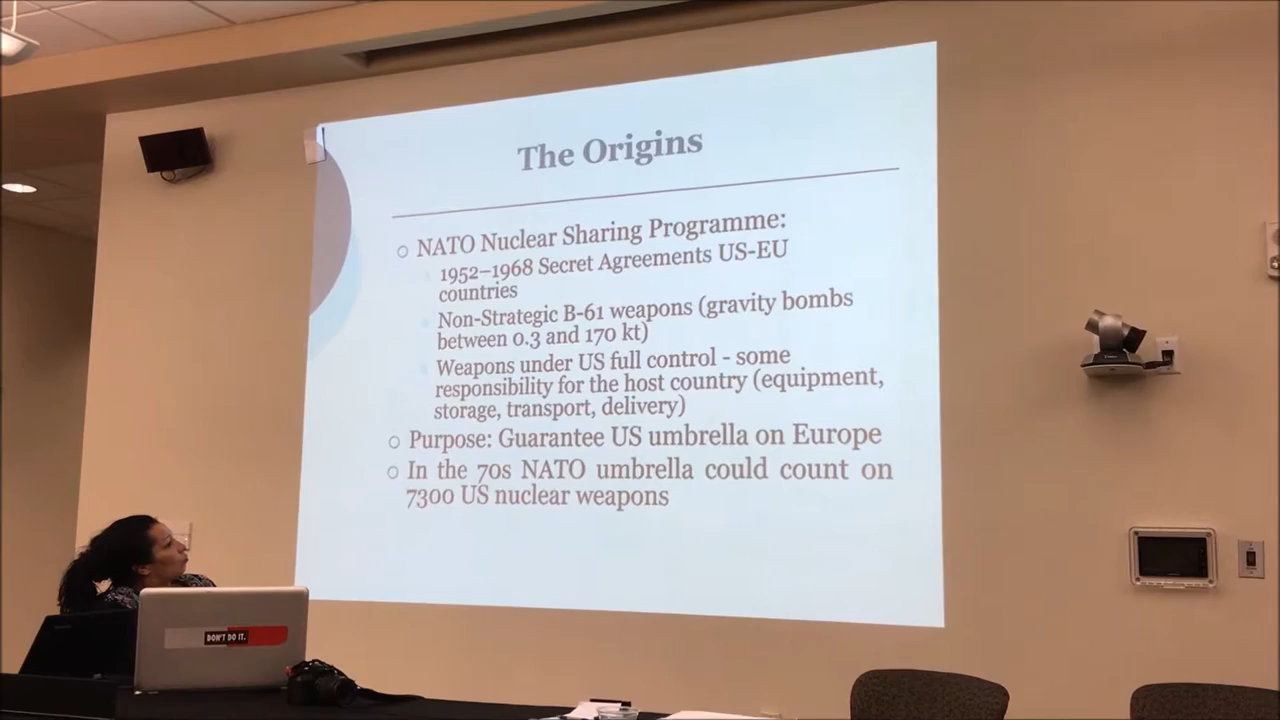 The Origins
NATO Nuclear Sharing Programme:
1952–1968 Secret Agreements US-EU
countries
Non-Strategic B-61 weapons (gravity bombs
between 0.3 and 170 kt)
Weapons under US full control - some
responsibility for the host country (equipment,
storage, transport, delivery)
Purpose: Guarantee US umbrella on Europe
In the 70s NATO umbrella could count on
7300 US nuclear weapons
DON'T DO IT.